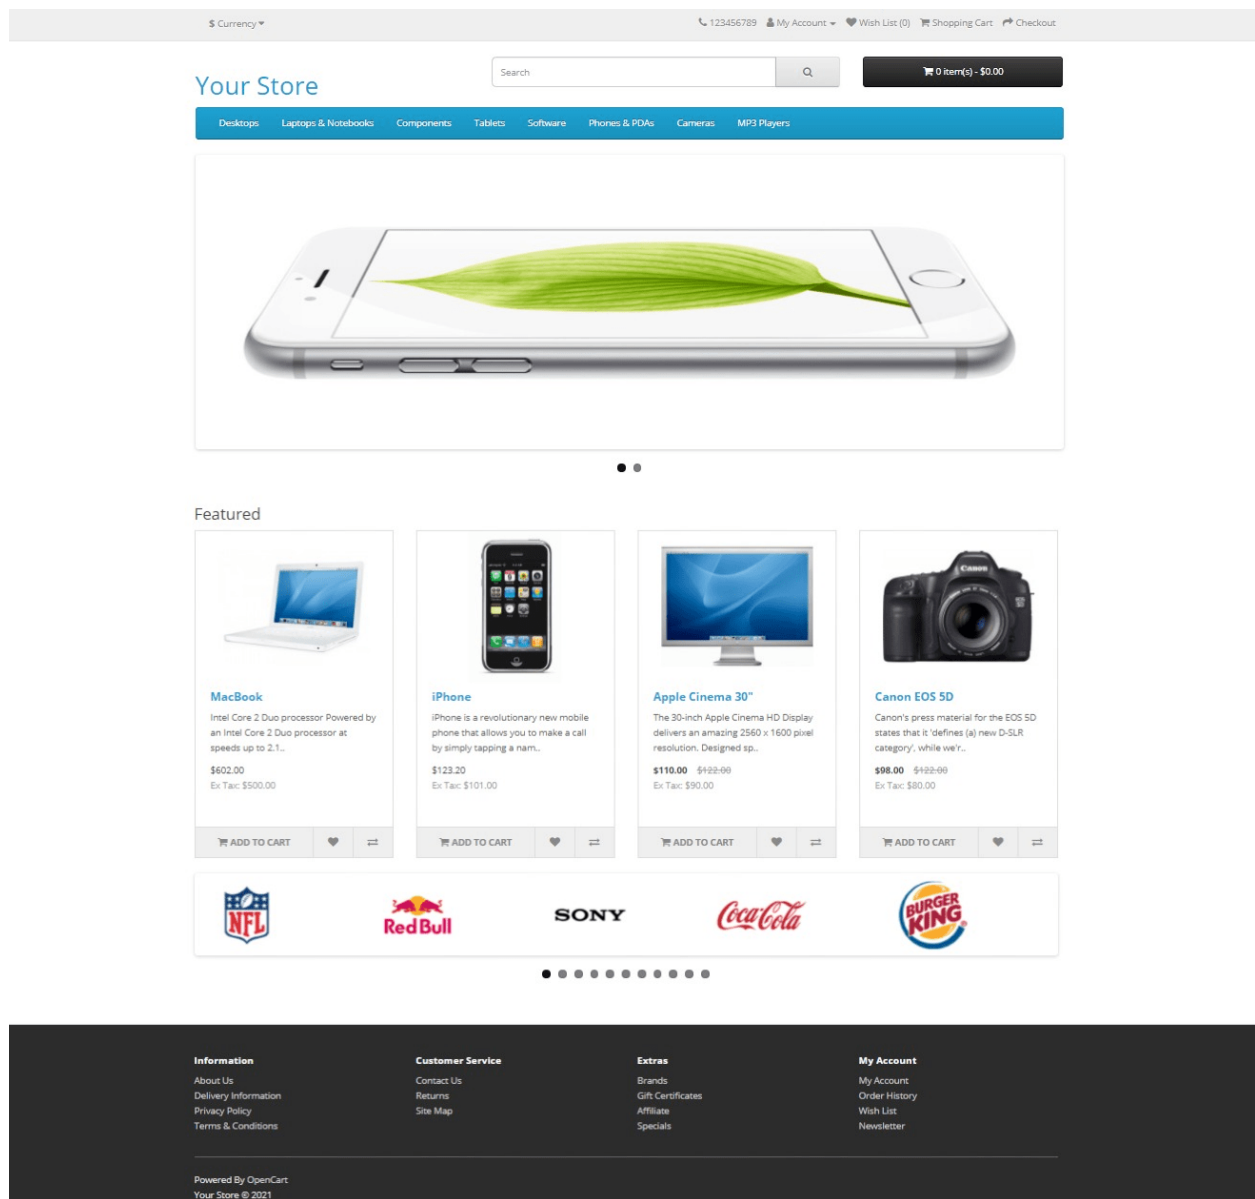 $ Currency
123456789 My Account Wish List (0) Shopping Cart Checkout
Your Store
Search
0 item(s) - $0.00
Desktops Laptops & Notebooks Components Tablets Software Phones & PDAs Cameras MP3 Players
Featured
Canon
MacBook
Intel Core 2 Duo processor Powered by
an Intel Core 2 Duo processor at
speeds up to 2.1..
$602.00
Ex Tax: $500.00
ADD TO CART
iPhone
iPhone is a revolutionary new mobile
phone that allows you to make a call
by simply tapping a nam..
$123.20
Ex Tax: $101.00
ADD TO CART
Apple Cinema 30"
The 30-inch Apple Cinema HD Display
delivers an amazing 2560 x 1600 pixel
resolution. Designed sp..
$110.00 $122.00
Ex Tax: $90.00
ADD TO CART
Canon EOS 5D
Canon's press material for the EOS 5D
states that it 'defines (a) new D-SLR
category', while we'r..
$98.00 $122.00
Ex Tax: $80.00
ADD TO CART
NFL
Red Bull
SONY
Coca-Cola
BURGER
KING
Information
About Us
Delivery Information
Privacy Policy
Terms & Conditions
Customer Service
Contact Us
Returns
Site Map
Extras
Brands
Gift Certificates
Affiliate
Specials
My Account
My Account
Order History
Wish List
Newsletter
Powered By OpenCart
Your Store © 2021